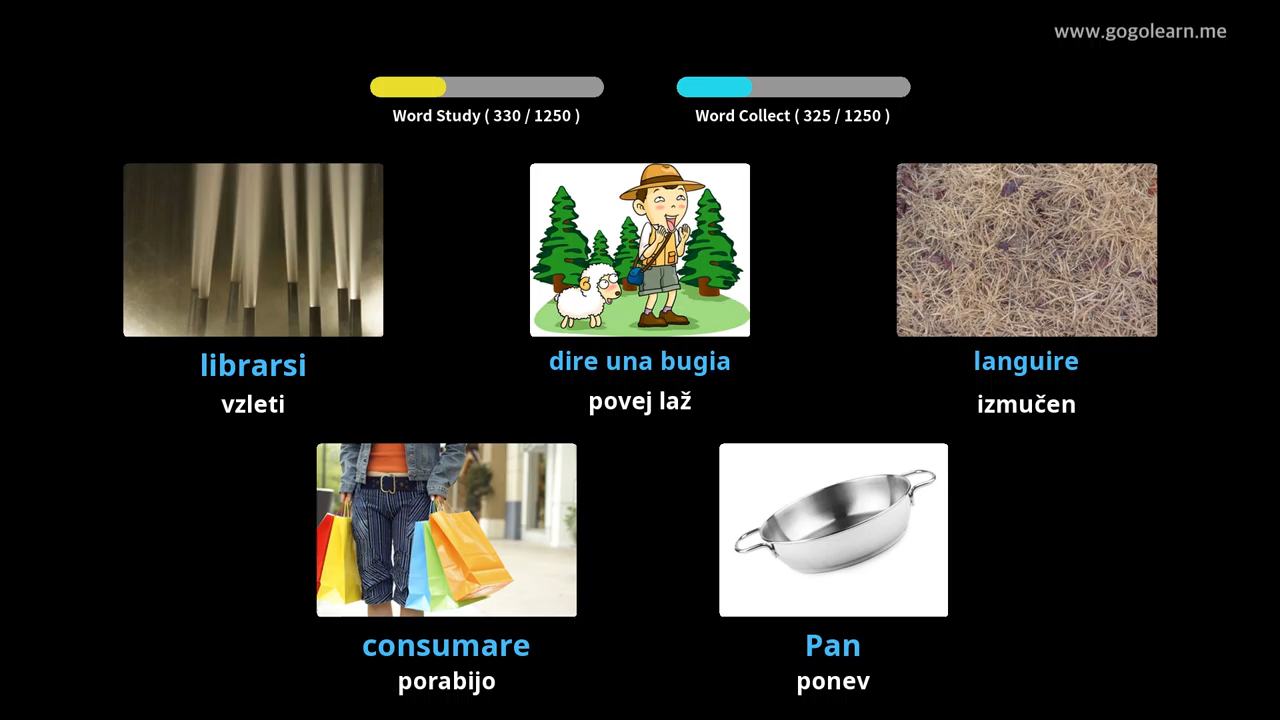 www.gogolearn.me
Word Study ( 330 / 1250 )
Word Collect ( 325 / 1250 )
librarsi
vzleti
dire una bugia
povej laž
languire
izmučen
consumare
porabijo
Pan
ponev